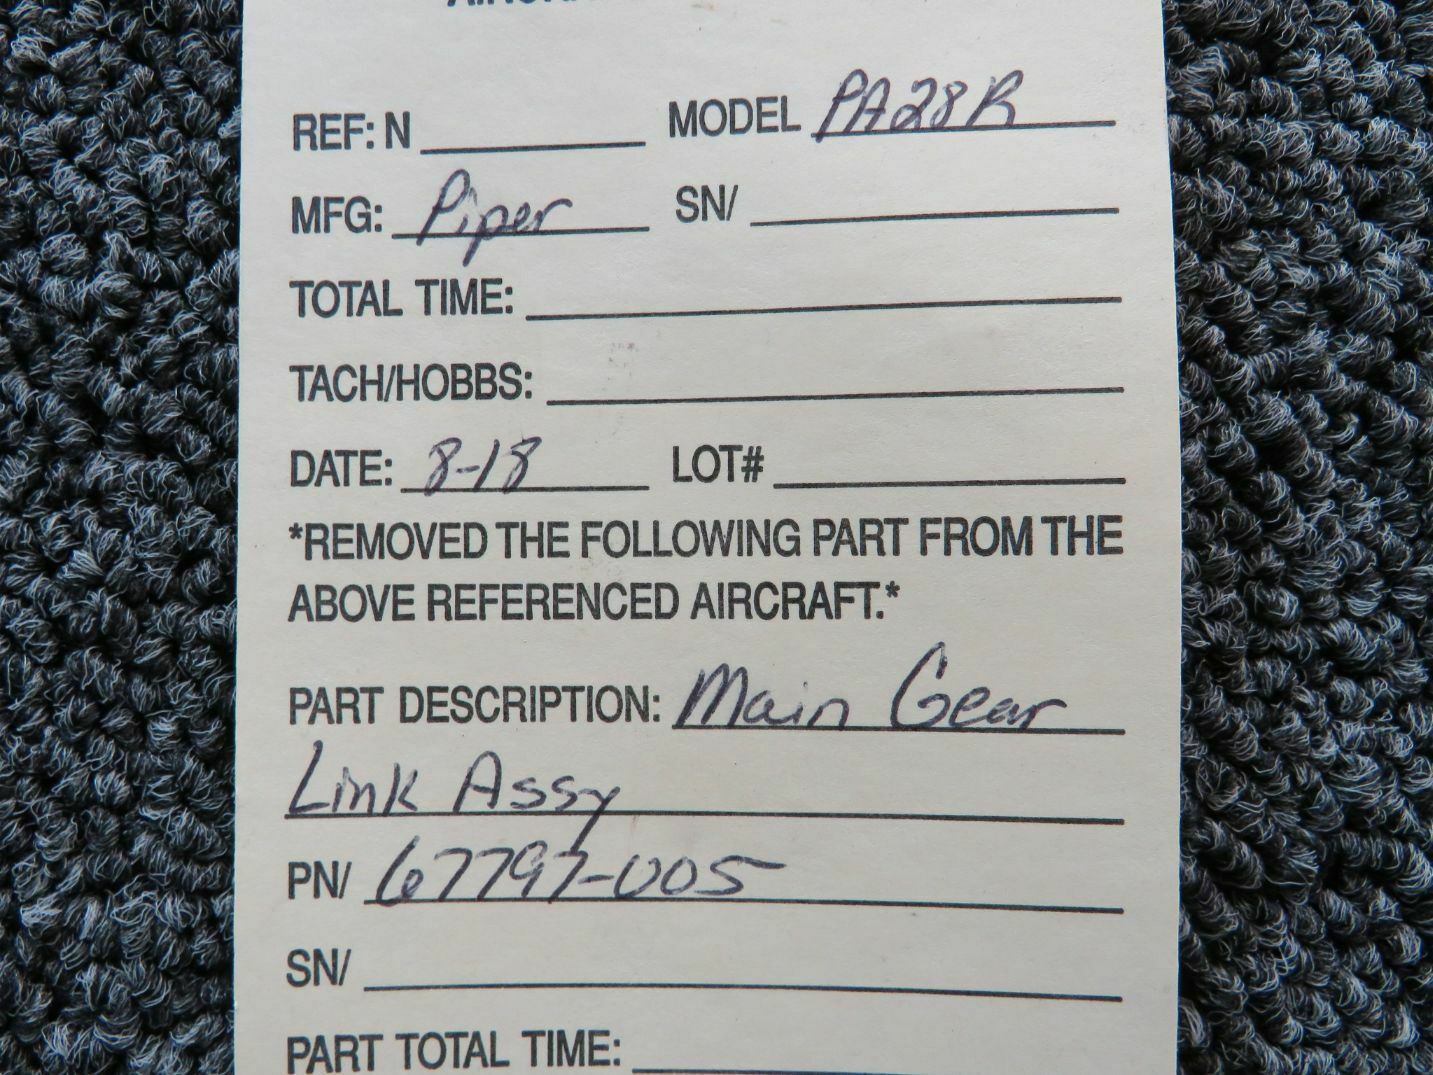 REF: N MODEL PA28R
MFG: Piper SN/
TOTAL TIME:
TACH/HOBBS:
DATE: 8-18 LOT#
*REMOVED THE FOLLOWING PART FROM THE
ABOVE REFERENCED AIRCRAFT.*
PART DESCRIPTION: Main Gear
Link Assy
PN/ 67797-005
SN/
PART TOTAL TIME: